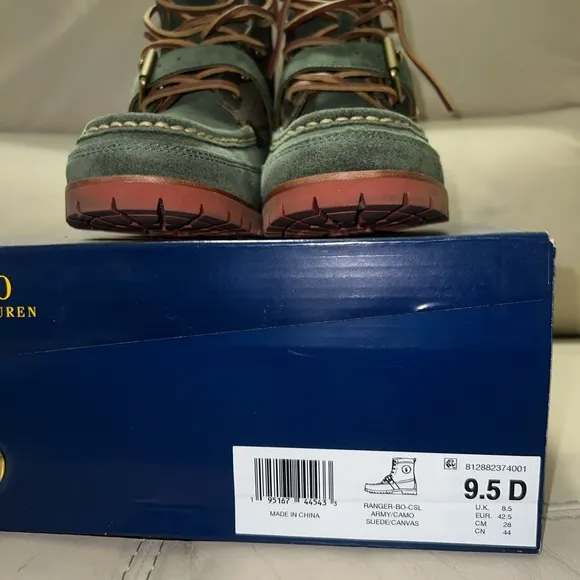 O
UREN
812882374001
9.5 D
U.K. 8.5
EUR. 42.5
CM 28
CN 44
1 95167 44543 3
MADE IN CHINA
RANGER-BO-CSL
ARMY/CAMO
SUEDE/CANVAS